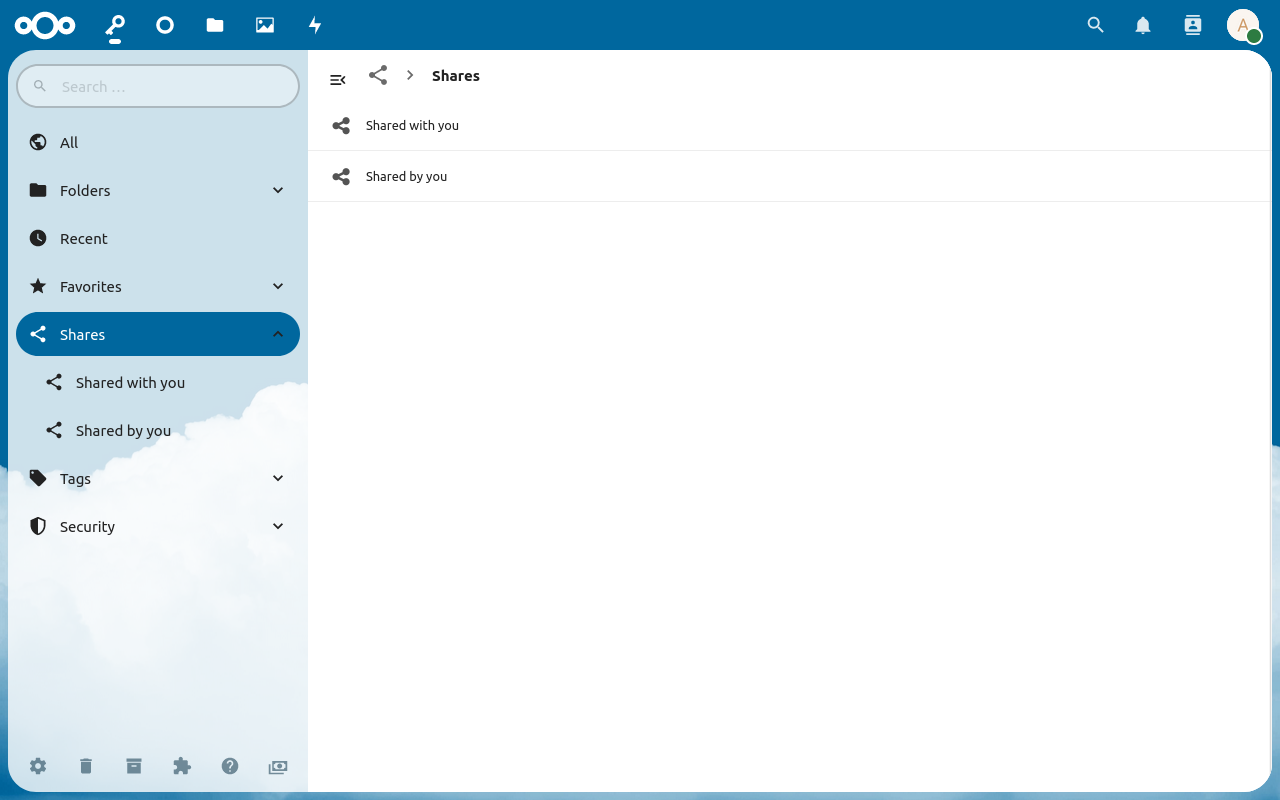 A
Search …
All
Folders
Recent
Favorites
Shares
Shared with you
Shared by you
Tags
Security
Shares
Shared with you
Shared by you